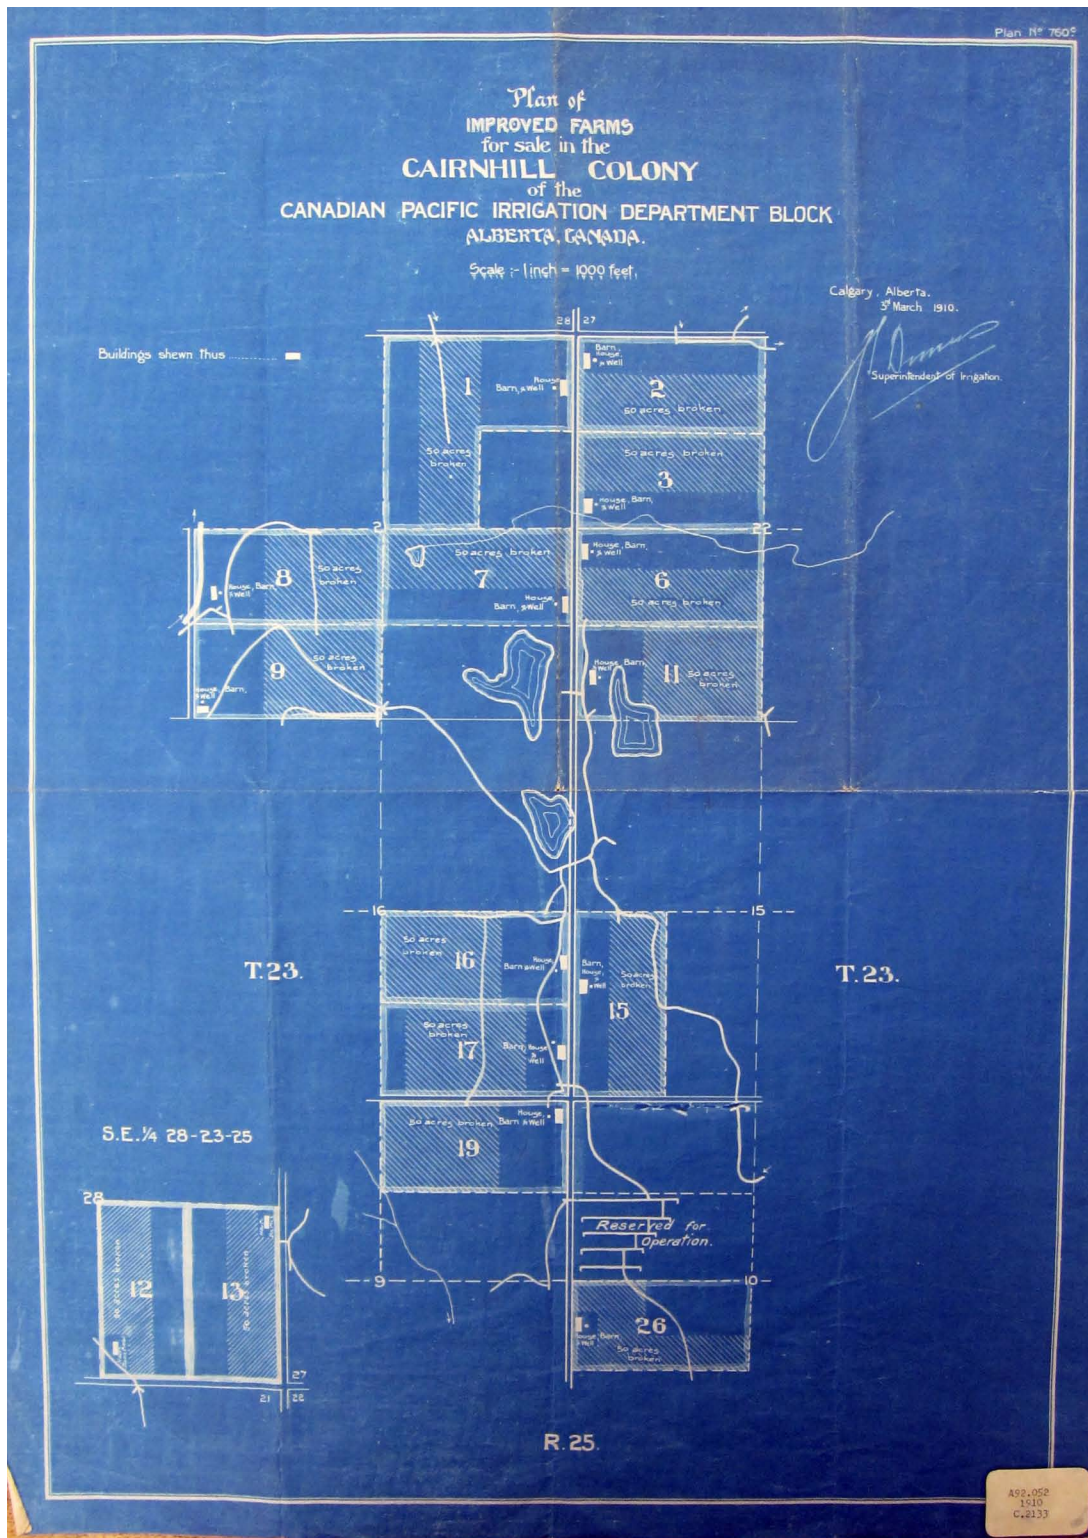 Plan Nº 760
Plan of
IMPROVED FARMS
for sale in the
CAIRNHILL COLONY
of the
CANADIAN PACIFIC IRRIGATION DEPARTMENT BLOCK
ALBERTA, CANADA.
Scale :- 1 inch = 1000 feet.
Calgary, Alberta.
3rd March 1910.
Superintendent of Irrigation.
Buildings shewn thus
28 27
1
House
Barn, & Well
50 acres
broken
Barn,
House,
& Well
2
50 acres broken
50 acres broken
3
House, Barn,
& Well
2
22
8
50 acres
broken
House, Barn,
& Well
50 acres broken
7
House,
Barn, & Well
House, Barn,
& Well
6
50 acres broken
9
50 acres
broken
House, Barn,
& Well
House, Barn,
& Well
11
50 acres
broken
16
15
50 acres
broken
16
House,
Barn & Well
Barn,
House,
&
Well
50 acres
broken
15
T.23.
T.23.
50 acres
broken
17
Barn, House
&
Well
50 acres broken
House,
Barn & Well
19
S.E. ¼ 28-23-25
28
12
50 acres broken
13
50 acres broken
27
21 22
Reserved for
Operation.
9
10
26
House, Barn
& Well
50 acres
broken
R. 25.
A92.052
1910
C.2133